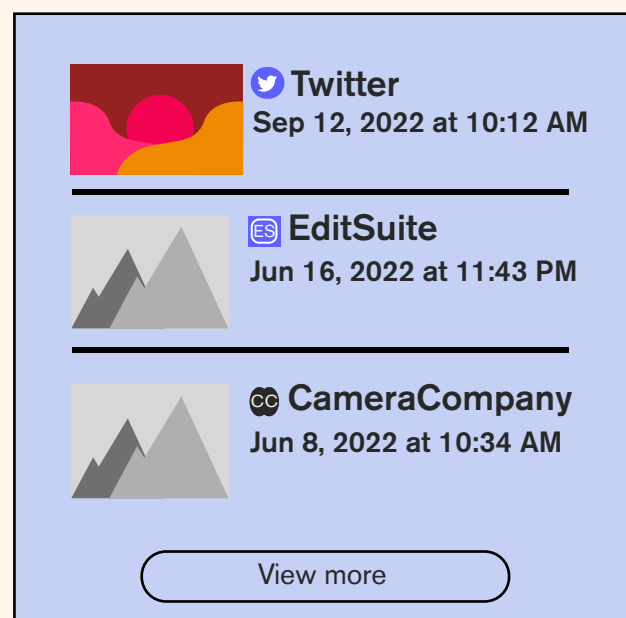 Twitter
Sep 12, 2022 at 10:12 AM
ES EditSuite
Jun 16, 2022 at 11:43 PM
CC CameraCompany
Jun 8, 2022 at 10:34 AM
View more